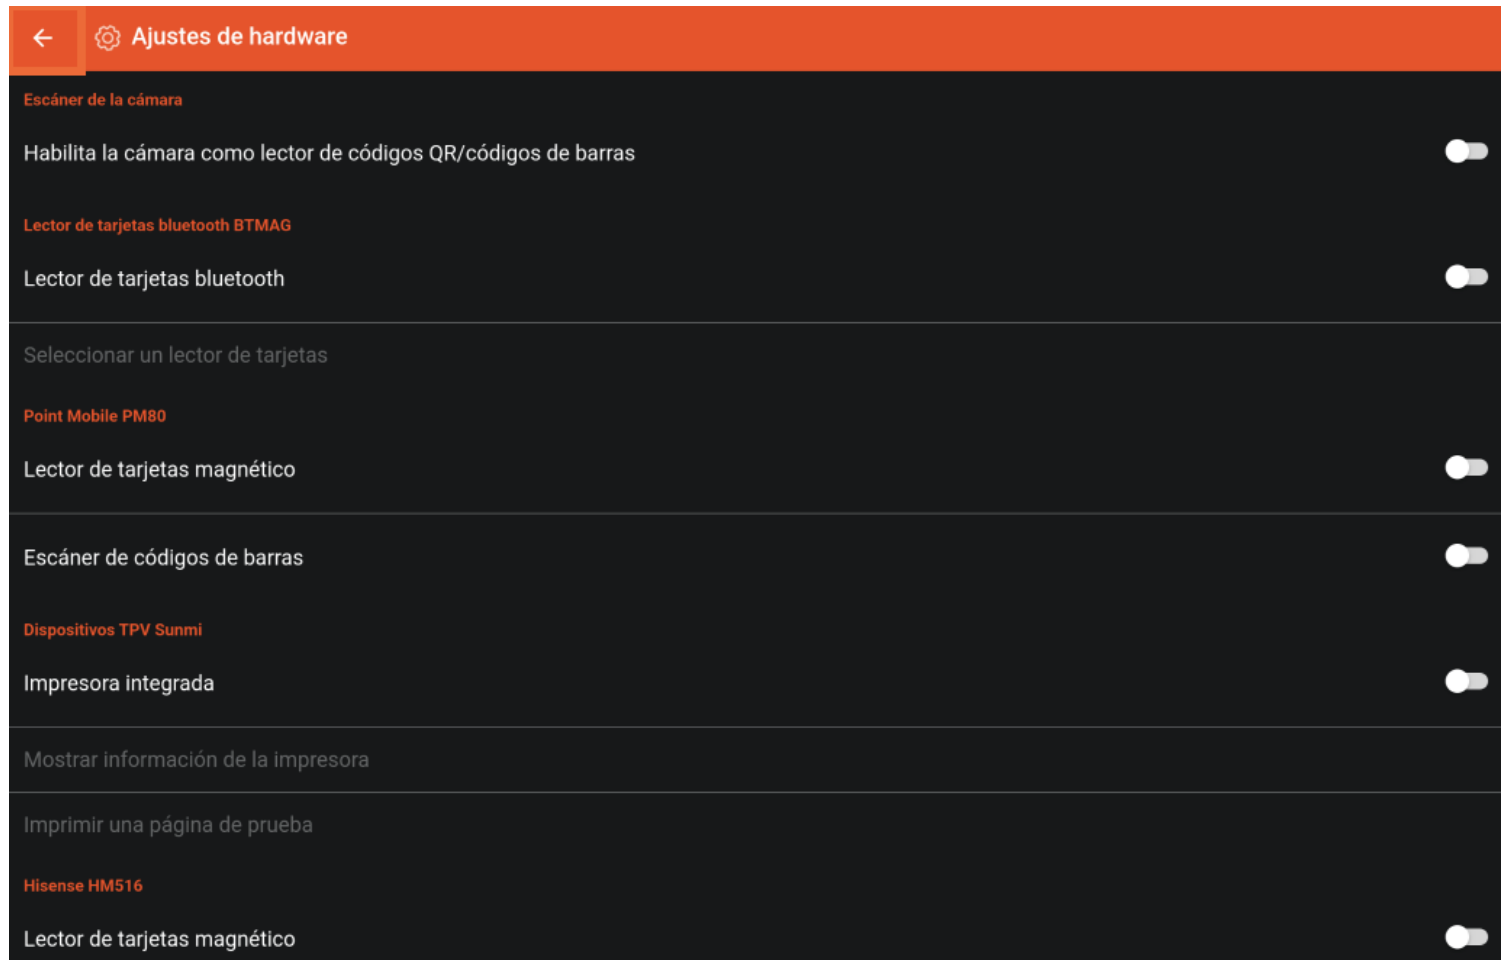 Ajustes de hardware
Escáner de la cámara
Habilita la cámara como lector de códigos QR/códigos de barras
Lector de tarjetas bluetooth BTMAG
Lector de tarjetas bluetooth
Seleccionar un lector de tarjetas
Point Mobile PM80
Lector de tarjetas magnético
Escáner de códigos de barras
Dispositivos TPV Sunmi
Impresora integrada
Mostrar información de la impresora
Imprimir una página de prueba
Hisense HM516
Lector de tarjetas magnético